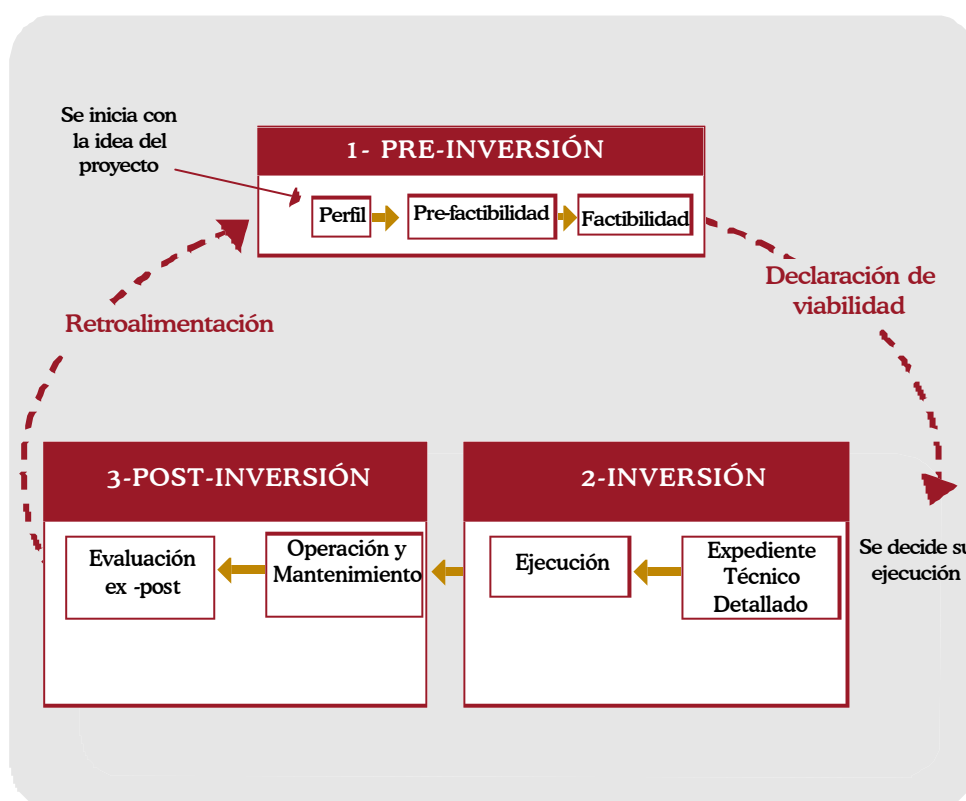 Se inicia con
la idea del
proyecto
1- PRE-INVERSIÓN
Perfil
Pre-factibilidad
Factibilidad
Declaración de
viabilidad
Retroalimentación
3-POST-INVERSIÓN
2-INVERSIÓN
Evaluación
ex -post
Operación y
Mantenimiento
Ejecución
Expediente
Técnico
Detallado
Se decide su
ejecución